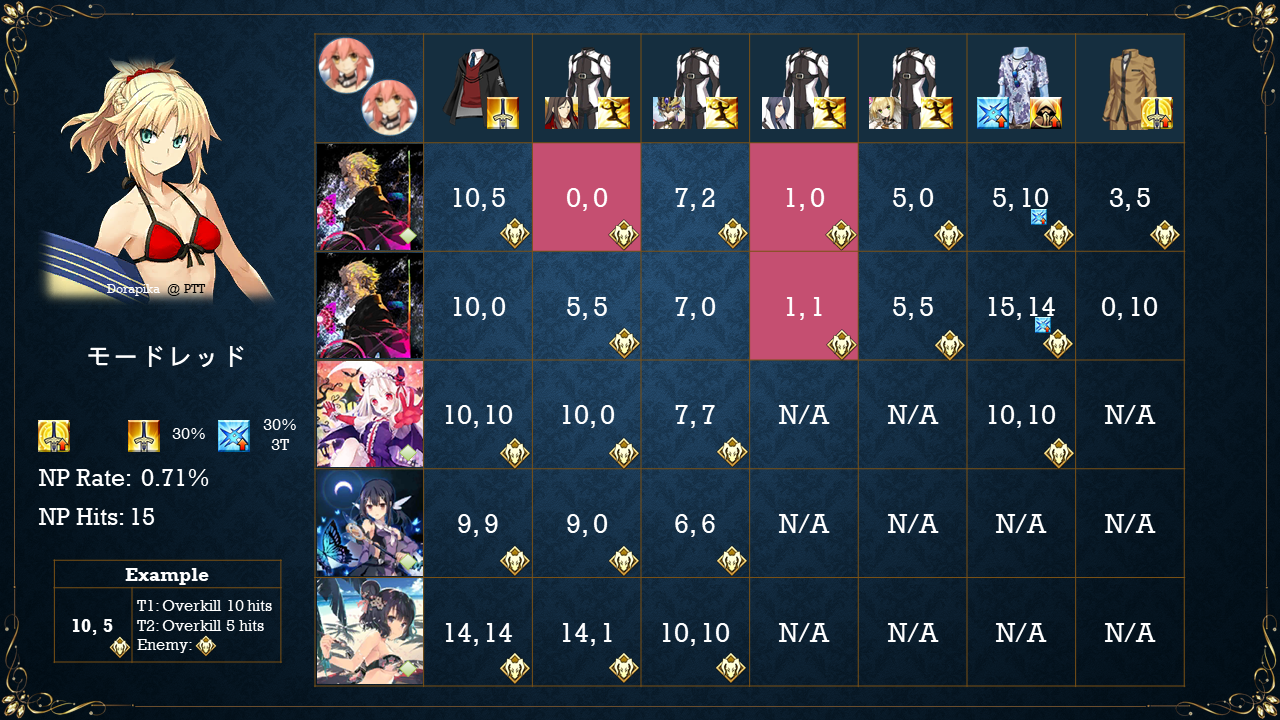 10, 5
0, 0
7, 2
1, 0
5, 0
5, 10
3, 5
Dorapika @ PTT
10, 0
5, 5
7, 0
1, 1
5, 5
15, 14
0, 10
モードレッド
10, 10
10, 0
7, 7
N/A
N/A
10, 10
N/A
30%
30%
3T
NP Rate: 0.71%
NP Hits: 15
9, 9
9, 0
6, 6
N/A
N/A
N/A
N/A
Example
10, 5
T1: Overkill 10 hits
T2: Overkill 5 hits
Enemy:
14, 14
14, 1
10, 10
N/A
N/A
N/A
N/A